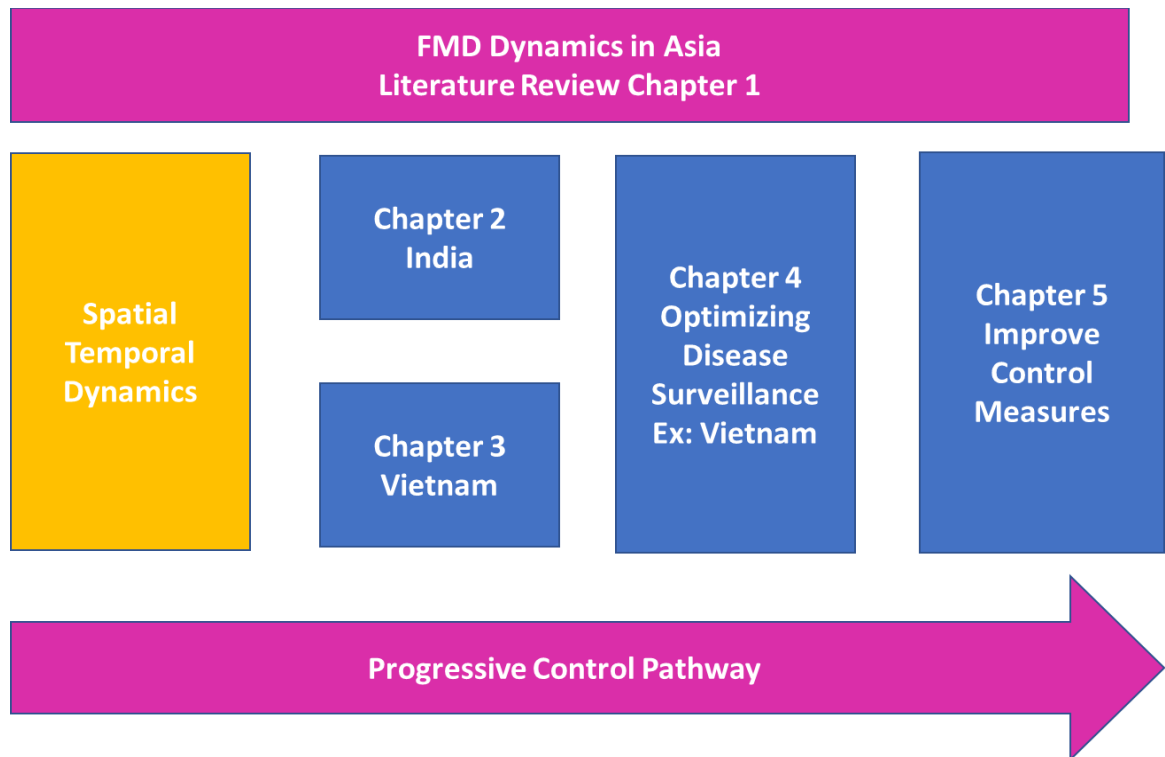 FMD Dynamics in Asia
Literature Review Chapter 1
Spatial
Temporal
Dynamics
Chapter 2
India
Chapter 3
Vietnam
Chapter 4
Optimizing
Disease
Surveillance
Ex: Vietnam
Chapter 5
Improve
Control
Measures
Progressive Control Pathway